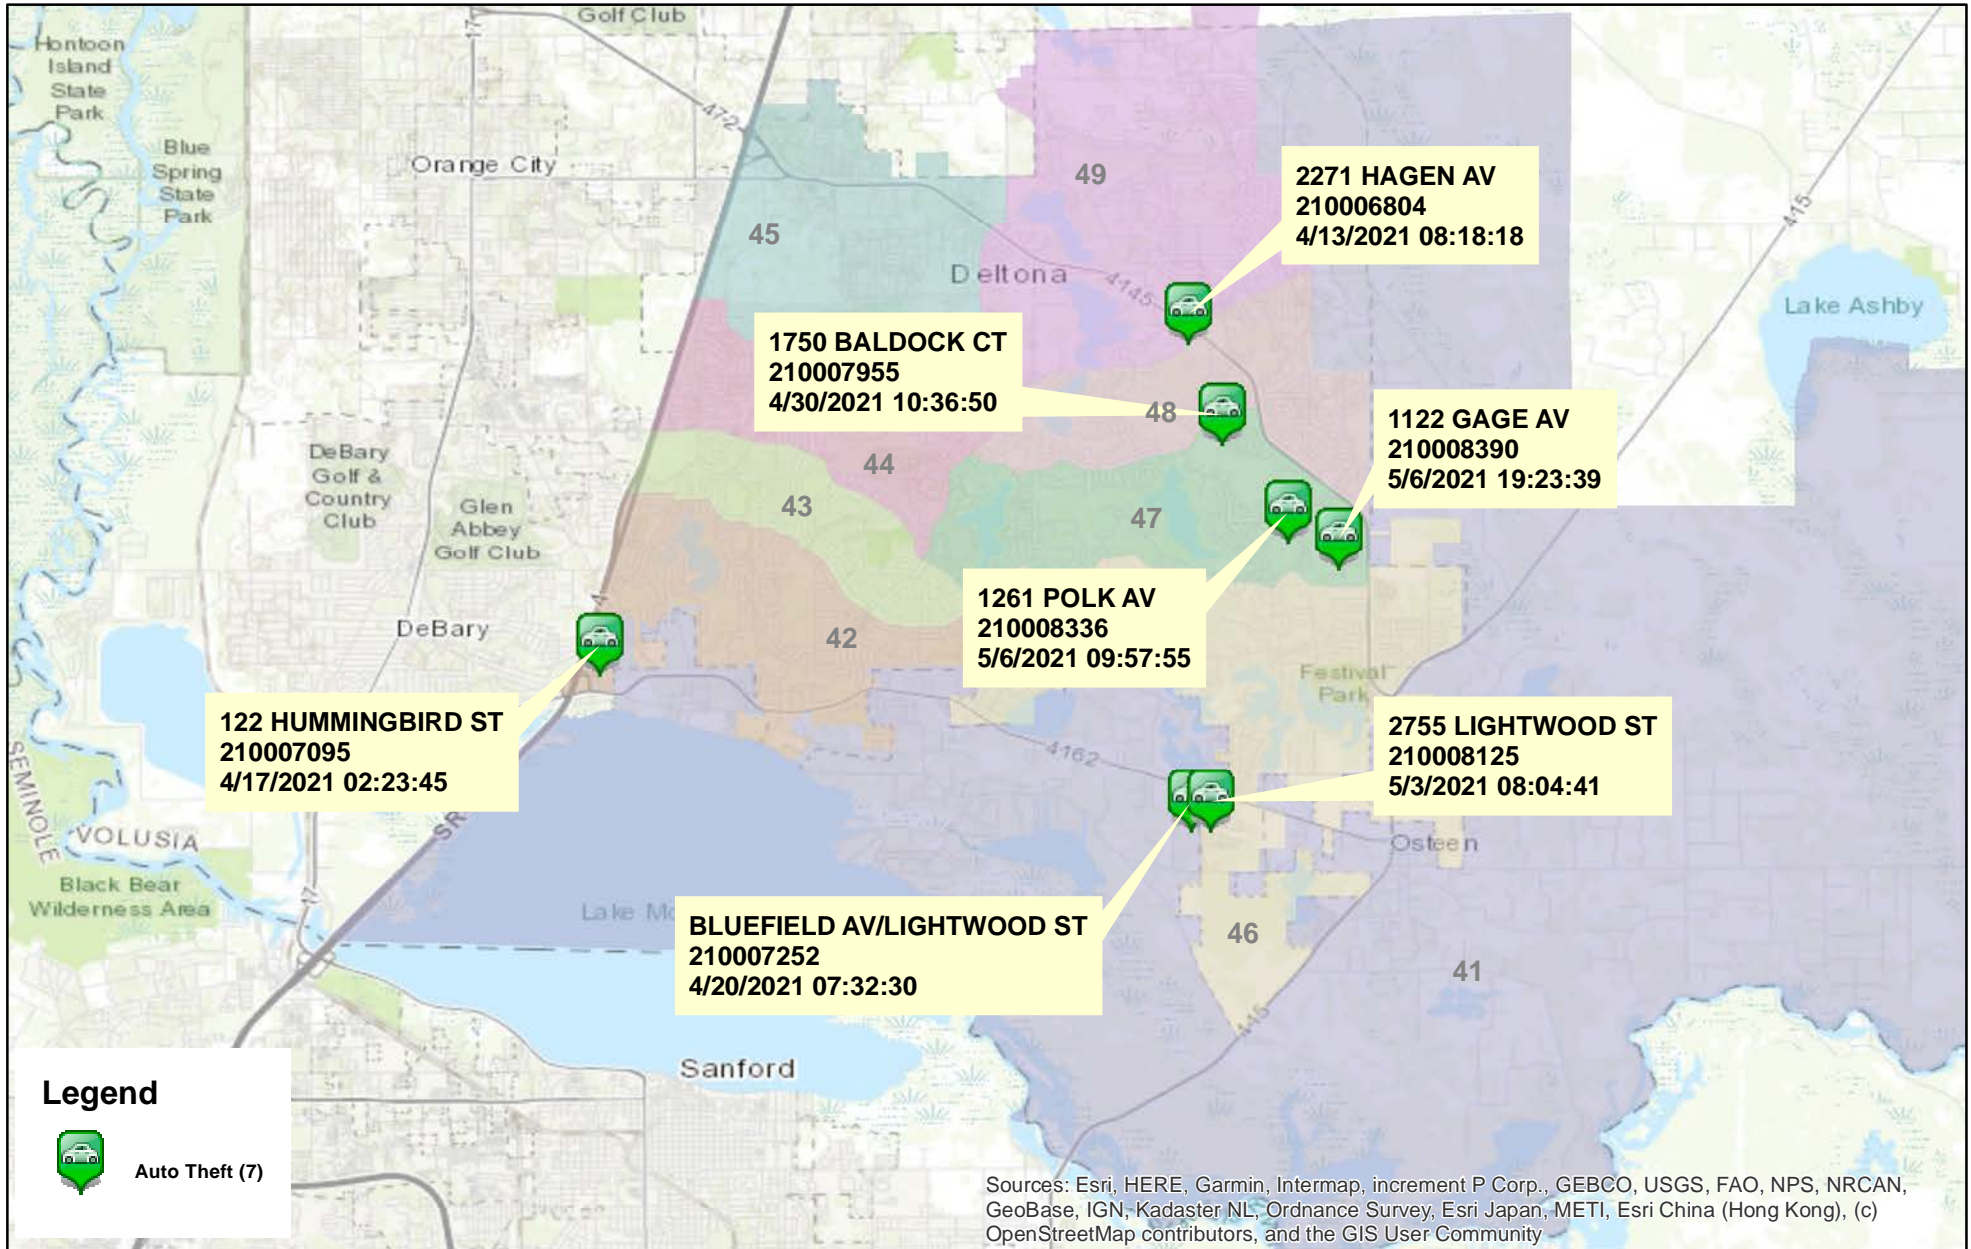 Golf Club
17
Hontoon
Island
State
Park
Blue
Spring
State
Park
472
Orange City
49
45
Deltona
4145
415
2271 HAGEN AV
210006804
4/13/2021 08:18:18
Lake Ashby
1750 BALDOCK CT
210007955
4/30/2021 10:36:50
48
1122 GAGE AV
210008390
5/6/2021 19:23:39
DeBary
Golf &
Country
Club
Glen
Abbey
Golf Club
44
43
47
4
1261 POLK AV
210008336
5/6/2021 09:57:55
DeBary
42
Festival
Park
122 HUMMINGBIRD ST
210007095
4/17/2021 02:23:45
2755 LIGHTWOOD ST
210008125
5/3/2021 08:04:41
4162
SEMINOLE
VOLUSIA
Osteen
Black Bear
Wilderness Area
BLUEFIELD AV/LIGHTWOOD ST
210007252
4/20/2021 07:32:30
46
41
415
Sanford
Legend
Auto Theft (7)
Sources: Esri, HERE, Garmin, Intermap, increment P Corp., GEBCO, USGS, FAO, NPS, NRCAN,
GeoBase, IGN, Kadaster NL, Ordnance Survey, Esri Japan, METI, Esri China (Hong Kong), (c)
OpenStreetMap contributors, and the GIS User Community